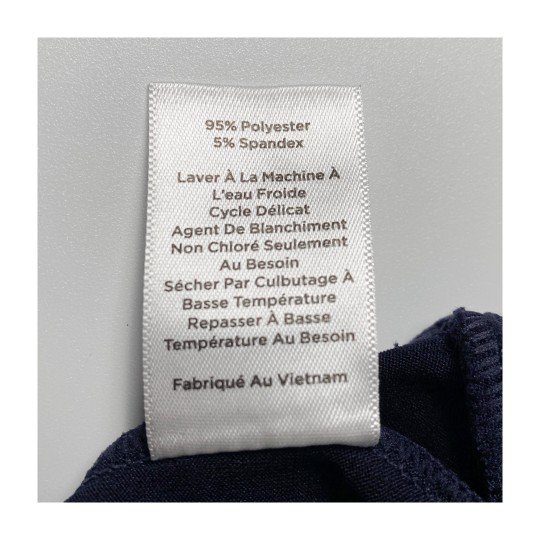 95% Polyester
5% Spandex
Laver À La Machine À
L'eau Froide
Cycle Délicat
Agent De Blanchiment
Non Chloré Seulement
Au Besoin
Sécher Par Culbutage À
Basse Température
Repasser À Basse
Température Au Besoin
Fabriqué Au Vietnam